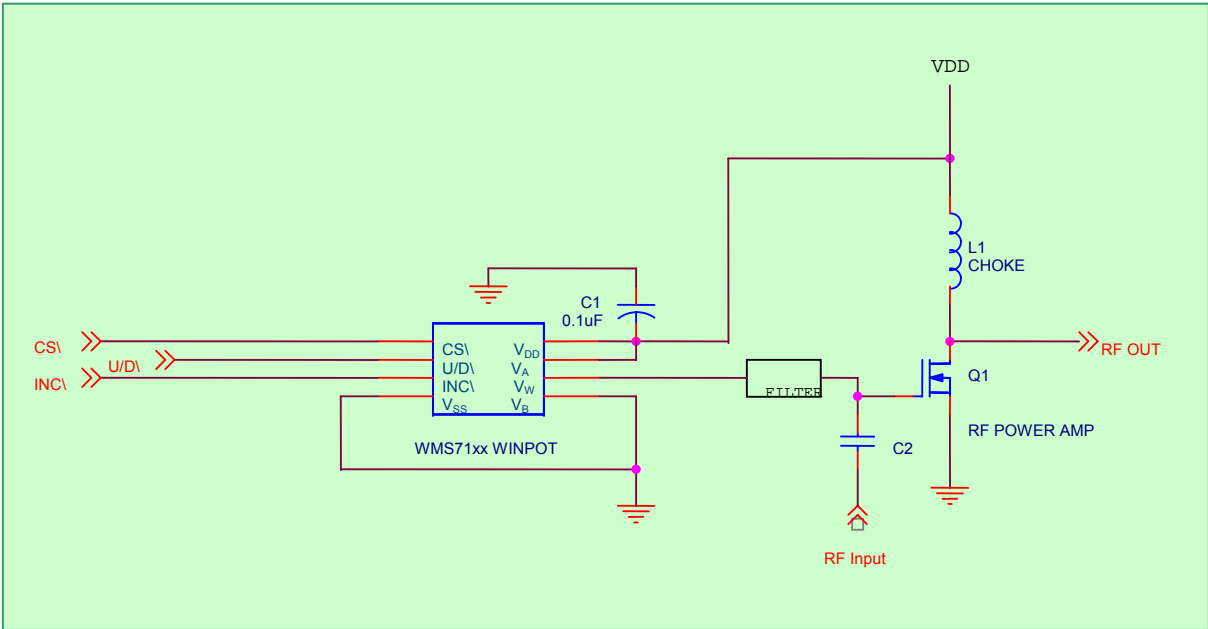 VDD
L1
CHOKE
C1
0.1uF
CS\
U/D\
INC\
CS\
U/D\
INC\
VSS
VDD
VA
VW
VB
WMS71xx WINPOT
FILTER
RF OUT
Q1
RF POWER AMP
C2
RF Input